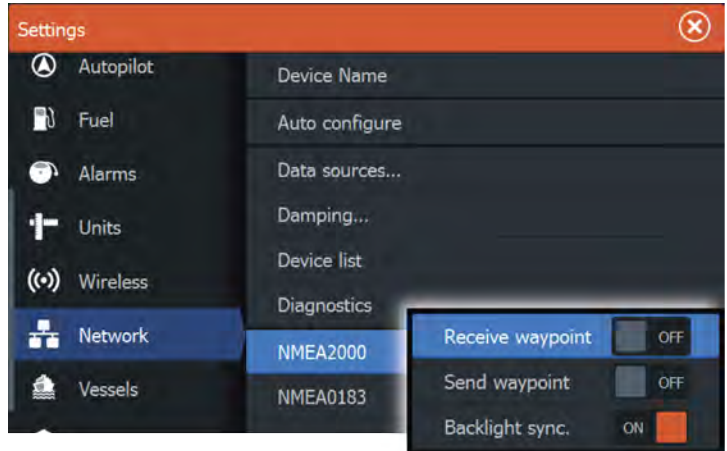 Settings
Autopilot
Fuel
Alarms
Units
Wireless
Network
Vessels
Device Name
Auto configure
Data sources...
Damping...
Device list
Diagnostics
NMEA2000
NMEA0183
Receive waypoint OFF
Send waypoint OFF
Backlight sync. ON